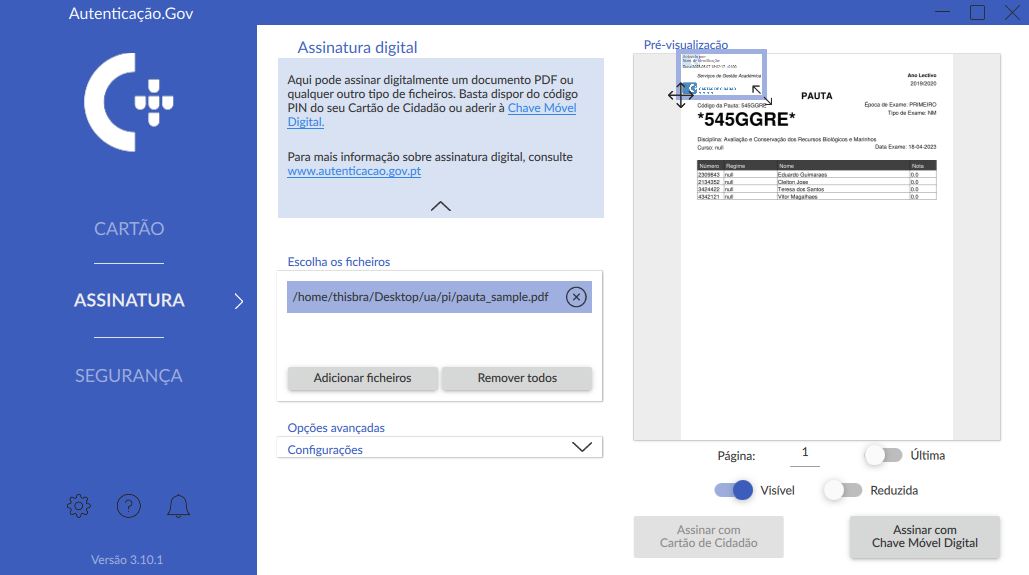 Autenticação.Gov
CARTÃO
ASSINATURA
SEGURANÇA
Versão 3.10.1
Assinatura digital
Aqui pode assinar digitalmente um documento PDF ou
qualquer outro tipo de ficheiros. Basta dispor do código
PIN do seu Cartão de Cidadão ou aderir à Chave Móvel
Digital.
Para mais informação sobre assinatura digital, consulte
www.autenticacao.gov.pt
Escolha os ficheiros
/home/thisbra/Desktop/ua/pi/pauta_sample.pdf
Adicionar ficheiros
Remover todos
Opções avançadas
Configurações
Pré-visualização
Serviços de Gestão Académica
CARTÃO DE CIDADÃO
Ano Lectivo
2019/2020
PAUTA
Código da Pauta: 545GGRE
Época de Exame: PRIMEIRO
*545GGRE*
Tipo de Exame: NM
Disciplina: Avaliação e Conservação dos Recursos Biológicos e Marinhos
Curso: null
Data Exame: 18-04-2023
Número Regime Nome Nota
2309843 null Eduardo Guimaraes 0.0
2134352 null Cleiton Jose 0.0
3424422 null Teresa dos Santos 0.0
4342121 null Vitor Magalhaes 0.0
Página: 1 Última
Visível Reduzida
Assinar com
Cartão de Cidadão
Assinar com
Chave Móvel Digital